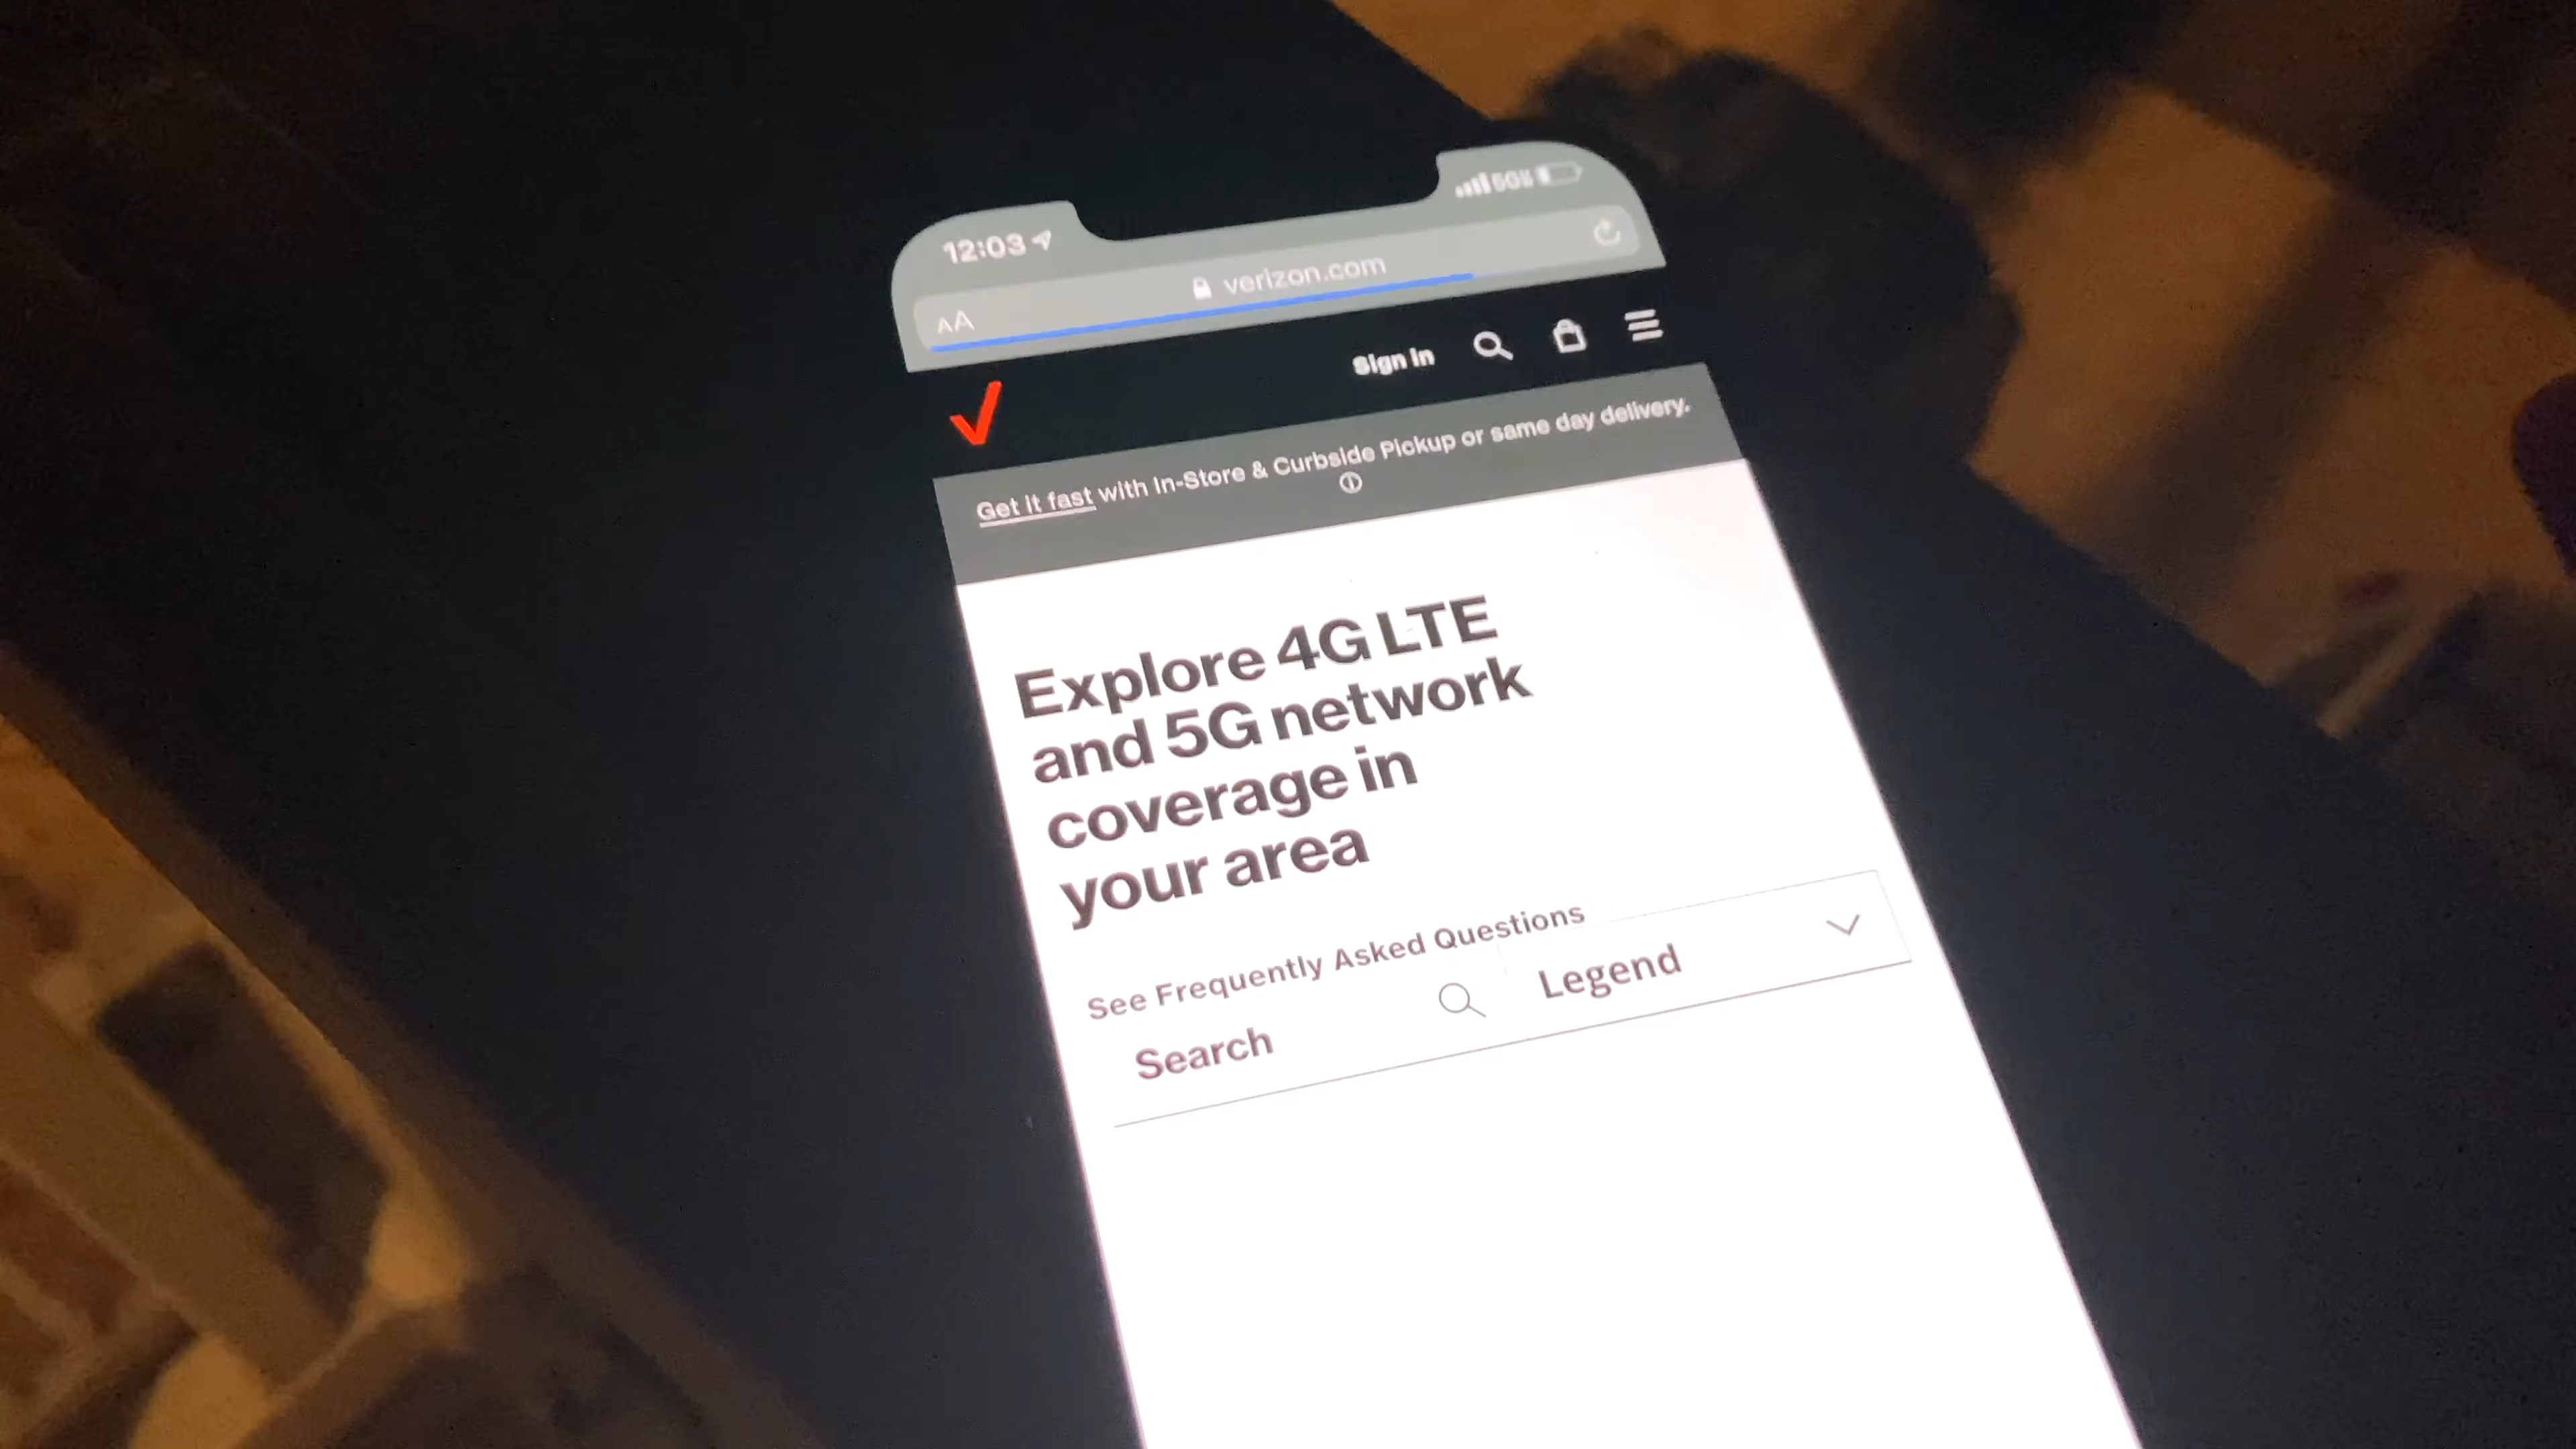 12:03
AA verizon.com
Sign in
Get it fast with In-Store & Curbside Pickup or same day delivery.
Explore 4G LTE
and 5G network
coverage in
your area
See Frequently Asked Questions
Search
Legend